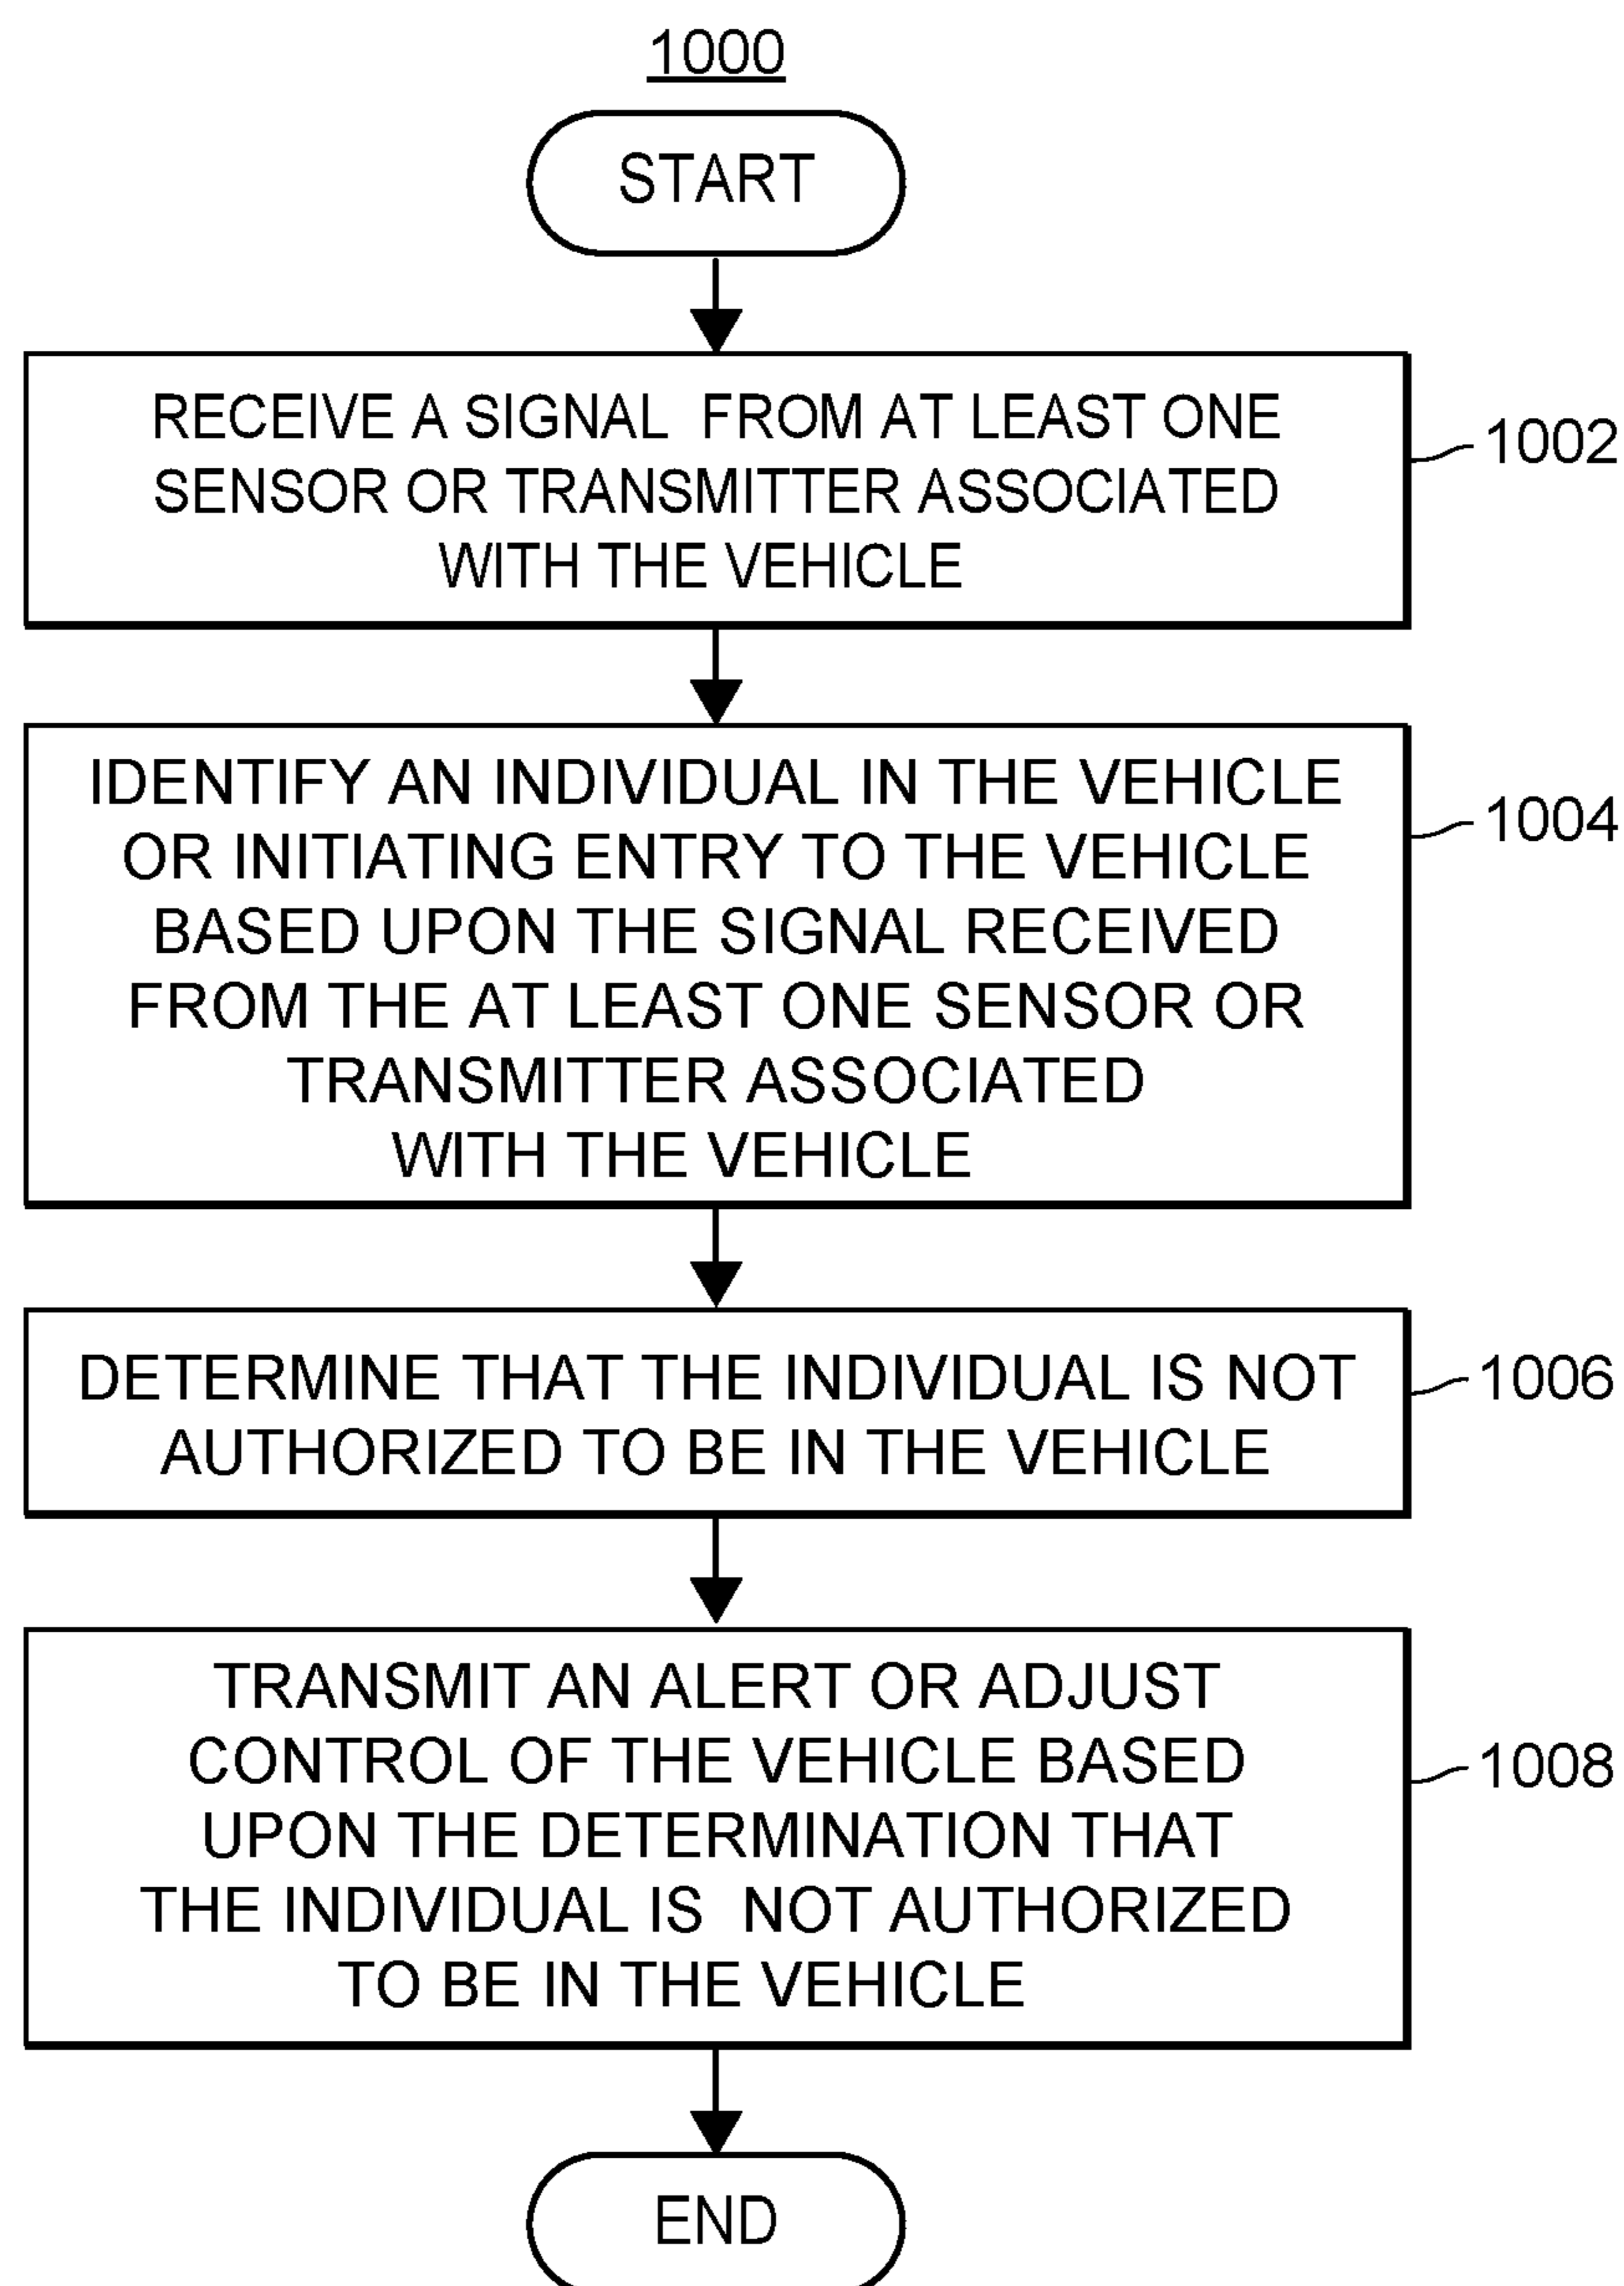 1000
START
RECEIVE A SIGNAL FROM AT LEAST ONE
SENSOR OR TRANSMITTER ASSOCIATED
WITH THE VEHICLE
1002
IDENTIFY AN INDIVIDUAL IN THE VEHICLE
OR INITIATING ENTRY TO THE VEHICLE
BASED UPON THE SIGNAL RECEIVED
FROM THE AT LEAST ONE SENSOR OR
TRANSMITTER ASSOCIATED
WITH THE VEHICLE
1004
DETERMINE THAT THE INDIVIDUAL IS NOT
AUTHORIZED TO BE IN THE VEHICLE
1006
TRANSMIT AN ALERT OR ADJUST
CONTROL OF THE VEHICLE BASED
UPON THE DETERMINATION THAT
THE INDIVIDUAL IS NOT AUTHORIZED
TO BE IN THE VEHICLE
1008
END